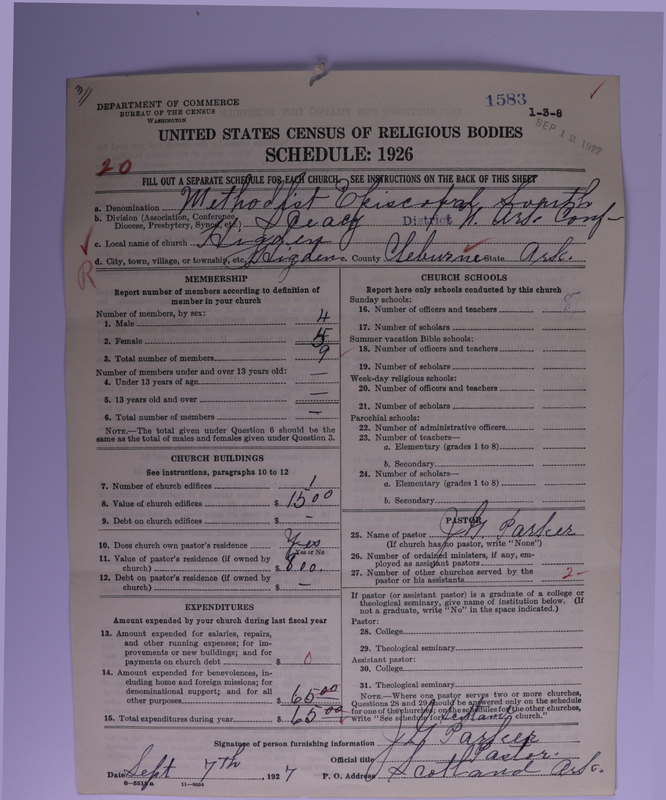 1583
DEPARTMENT OF COMMERCE
BUREAU OF THE CENSUS
WASHINGTON
1-3-8
SEP 12 1927
UNITED STATES CENSUS OF RELIGIOUS BODIES
SCHEDULE: 1926
20
FILL OUT A SEPARATE SCHEDULE FOR EACH CHURCH. SEE INSTRUCTIONS ON THE BACK OF THIS SHEET
a. Denomination Methodist Episcopal South
b. Division (Association, Conference, Diocese, Presbytery, Synod, etc.) Searcy District N. Ark. Conf-
c. Local name of church Higden
R
d. City, town, village, or township, etc. Higden e. County Cleburne State Ark.
MEMBERSHIP
Report number of members according to definition of
member in your church
Number of members, by sex:
1. Male 4
2. Female 5
3. Total number of members 9
Number of members under and over 13 years old:
4. Under 13 years of age —
5. 13 years old and over
6. Total number of members —
NOTE.—The total given under Question 6 should be
same as the total of males and females given under Question 3.
CHURCH BUILDINGS
See instructions, paragraphs 10 to 12
7. Number of church edifices 1
8. Value of church edifices $ 1500
9. Debt on church edifices $ —
10. Does church own pastor's residence Yes
Yes or No
11. Value of pastor's residence (if owned by
church) $ 800.
12. Debt on pastor's residence (if owned by
church) $ —
EXPENDITURES
Amount expended by your church during last fiscal year
13. Amount expended for salaries, repairs,
and other running expenses; for im-
provements or new buildings; and for
payments on church debt $ 0
14. Amount expended for benevolences, in-
cluding home and foreign missions; for
denominational support; and for all
other purposes $ 65.00
15. Total expenditures during year $ 65.00
CHURCH SCHOOLS
Report here only schools conducted by this church
Sunday schools:
16. Number of officers and teachers
17. Number of scholars
Summer vacation Bible schools:
18. Number of officers and teachers
19. Number of scholars
Week-day religious schools:
20. Number of officers and teachers
21. Number of scholars
Parochial schools:
22. Number of administrative officers
23. Number of teachers—
a. Elementary (grades 1 to 8)
b. Secondary
24. Number of scholars—
a. Elementary (grades 1 to 8)
b. Secondary
PASTOR
25. Name of pastor J G Parker
(If church has no pastor, write "None")
26. Number of ordained ministers, if any, em-
ployed as assistant pastors
27. Number of other churches served by the
pastor or his assistants 2
If pastor (or assistant pastor) is a graduate of a college or
theological seminary, give name of institution below. (If
not a graduate, write "No" in the space indicated.)
Pastor:
28. College
29. Theological seminary
Assistant pastor:
30. College
31. Theological seminary
NOTE.—Where one pastor serves two or more churches,
Questions 28 and 29 should be answered only on the schedule
for one of the churches; on the schedules for the other churches,
write "See schedule for Scotland church."
Signature of person furnishing information J G Parker
Official title Pastor.
Date Sept 7th, 1927 P. O. Address Scotland Ark.